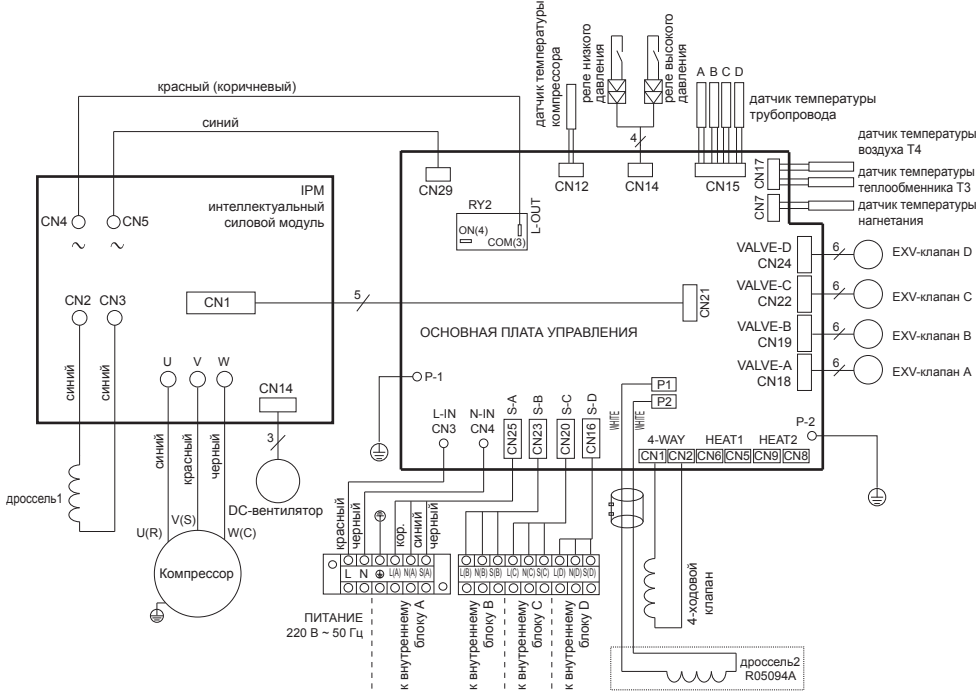 красный (коричневый)
синий
датчик температуры
компрессора
реле низкого
давления
реле высокого
давления
4
A B C D
датчик температуры
трубопровода
датчик температуры
воздуха T4
датчик температуры
теплообменника T3
датчик температуры
нагнетания
CN29
CN12
CN14
CN15
CN17
CN7
IPM
интеллектуальный
силовой модуль
CN4
CN5
RY2
ON(4)
COM(3)
L-OUT
VALVE-D
CN24
6
EXV-клапан D
VALVE-C
CN22
6
EXV-клапан C
VALVE-B
CN19
6
EXV-клапан B
VALVE-A
CN18
6
EXV-клапан A
CN2
CN3
CN1
5
CN21
ОСНОВНАЯ ПЛАТА УПРАВЛЕНИЯ
синий
синий
U
V
W
CN14
3
P-1
L-IN
CN3
N-IN
CN4
S-A
CN25
S-B
CN23
S-C
CN20
S-D
CN16
WHITE
WHITE
P1
P2
P-2
4-WAY
HEAT1
HEAT2
CN1
CN2
CN6
CN5
CN9
CN8
синий
красный
черный
дроссель1
DC-вентилятор
U(R)
V(S)
W(C)
Компрессор
красный
черный
кор.
синий
черный
L
N
L(A)
N(A)
S(A)
L(B)
N(B)
S(B)
L(C)
N(C)
S(C)
L(D)
N(D)
S(D)
ПИТАНИЕ
220 В ~ 50 Гц
к внутреннему
блоку A
к внутреннему
блоку B
к внутреннему
блоку C
к внутреннему
блоку D
4-ходовой
клапан
дроссель2
R05094A